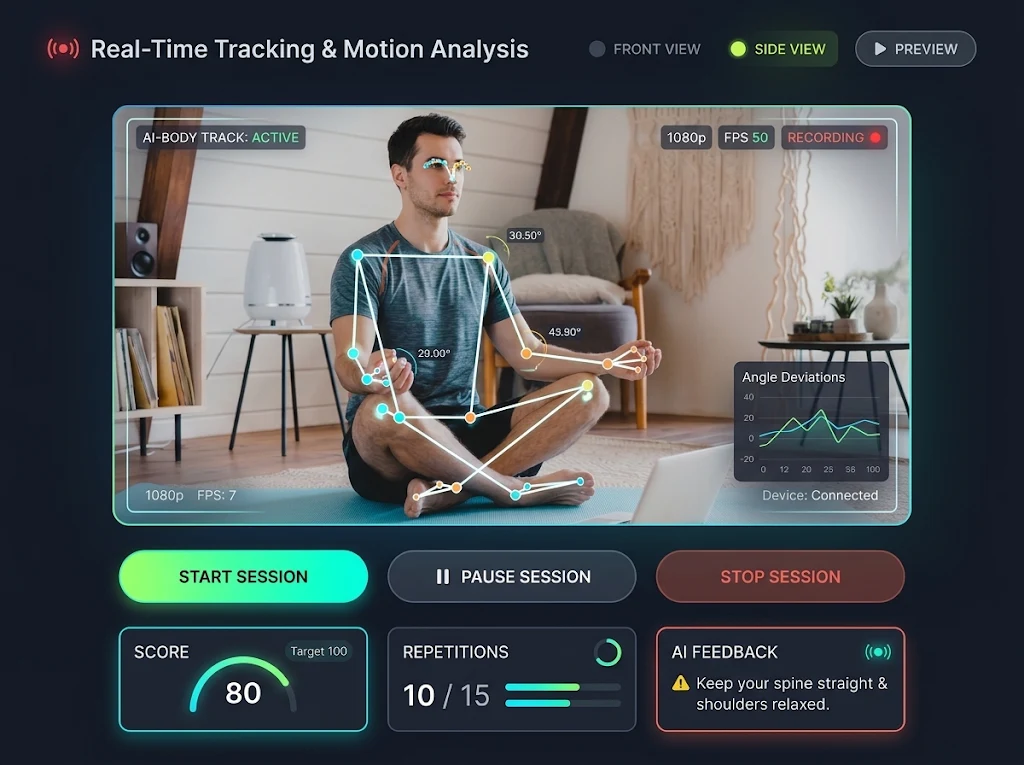 Real-Time Tracking & Motion Analysis
FRONT VIEW
SIDE VIEW
PREVIEW
AI-BODY TRACK: ACTIVE
1080p
FPS 50
RECORDING
30.50°
29.00°
Angle Deviations
40
20
0
-20
0 12 20 25 100
1080p FPS: 7
Device: Connected
START SESSION
PAUSE SESSION
STOP SESSION
SCORE
Target 100
80
REPETITIONS
10 / 15
AI FEEDBACK
Keep your spine straight &
shoulders relaxed.